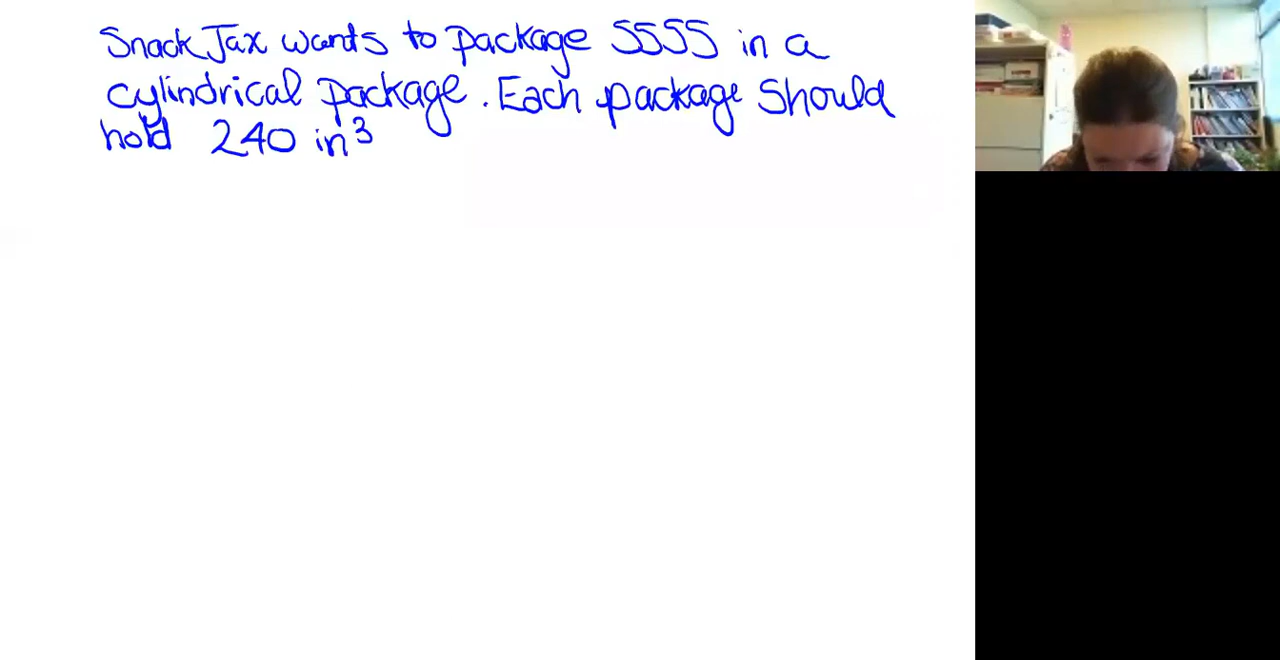 Snack Jax wants to package SSSS in a
cylindrical package. Each package should
hold 240 in³